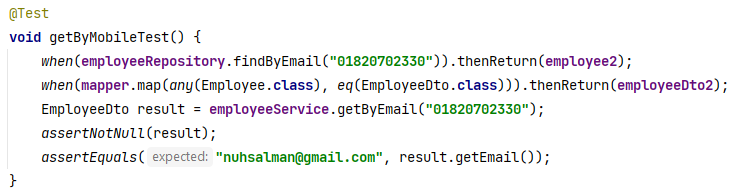 @Test
void getByMobileTest() {
    when(employeeRepository.findByEmail("01820702330")).thenReturn(employee2);
    when(mapper.map(any(Employee.class), eq(EmployeeDto.class))).thenReturn(employeeDto2);
    EmployeeDto result = employeeService.getByEmail("01820702330");
    assertNotNull(result);
    assertEquals( expected: "nuhsalman@gmail.com", result.getEmail());
}